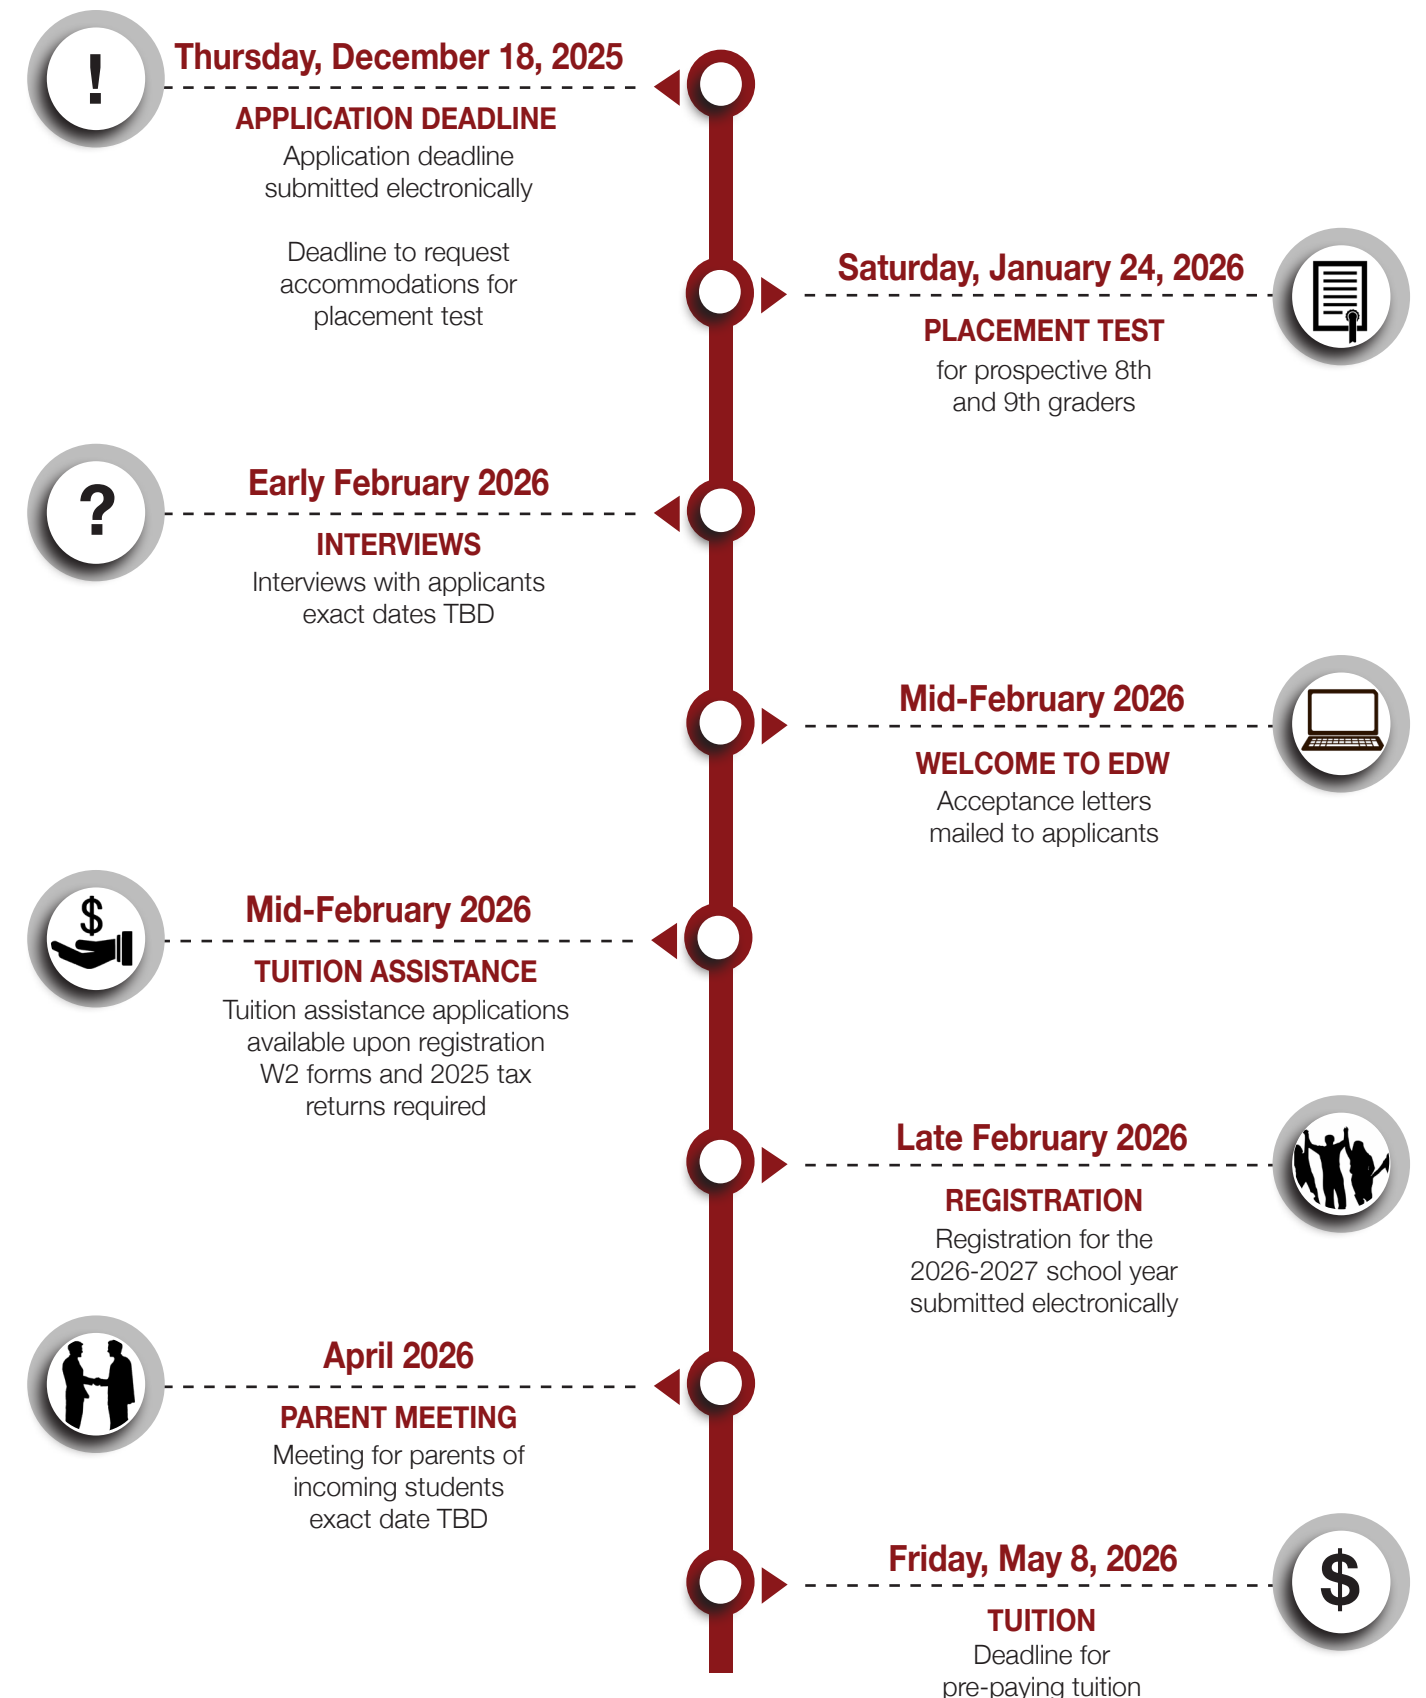 !
Thursday, December 18, 2025
APPLICATION DEADLINE
Application deadline
submitted electronically
Deadline to request
accommodations for
placement test
Saturday, January 24, 2026
PLACEMENT TEST
for prospective 8th
and 9th graders
?
Early February 2026
INTERVIEWS
Interviews with applicants
exact dates TBD
Mid-February 2026
WELCOME TO EDW
Acceptance letters
mailed to applicants
$
Mid-February 2026
TUITION ASSISTANCE
Tuition assistance applications
available upon registration
W2 forms and 2025 tax
returns required
Late February 2026
REGISTRATION
Registration for the
2026-2027 school year
submitted electronically
April 2026
PARENT MEETING
Meeting for parents of
incoming students
exact date TBD
Friday, May 8, 2026
$
TUITION
Deadline for
pre-paying tuition